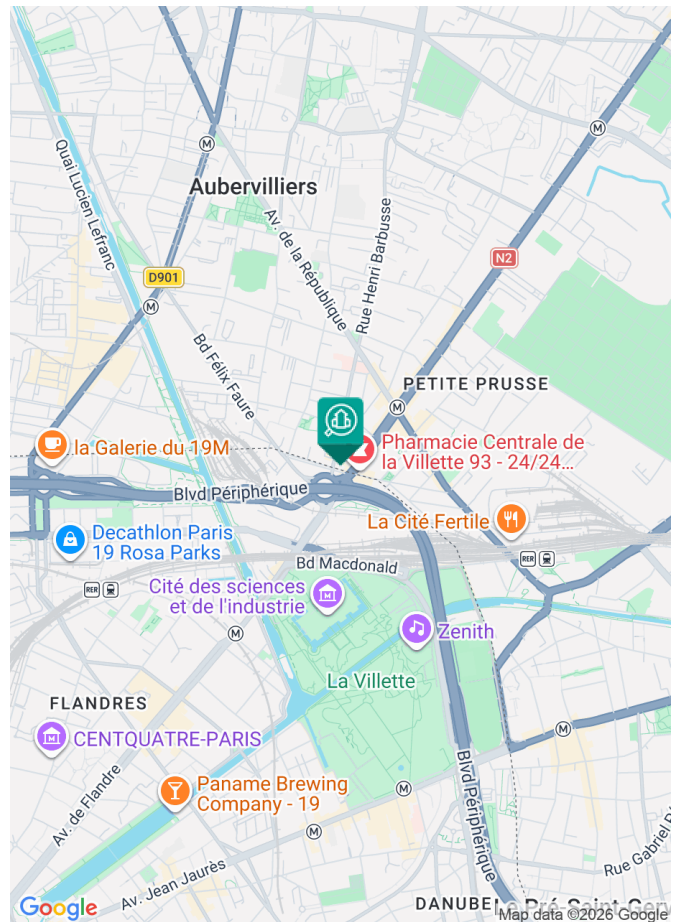 Aubervilliers
Quai Lucien Lefranc
Av. de la République
Rue Henri Barbusse
N2
D901
Bd Félix Faure
PETITE PRUSSE
la Galerie du 19M
Pharmacie Centrale de
la Villette 93 - 24/24...
Blvd Périphérique
La Cité Fertile
Decathlon Paris
19 Rosa Parks
Bd Macdonald
RER
RER
Cité des sciences
et de l'industrie
Zenith
La Villette
FLANDRES
CENTQUATRE-PARIS
Paname Brewing
Company - 19
Av. de Flandre
Blvd Périphérique
Av. Jean Jaurès
Rue Gabriel
DANUBE
Le Pré-Saint-Gerv
Google
Map data ©2026 Google
M
M
M
M
M
M
M
M